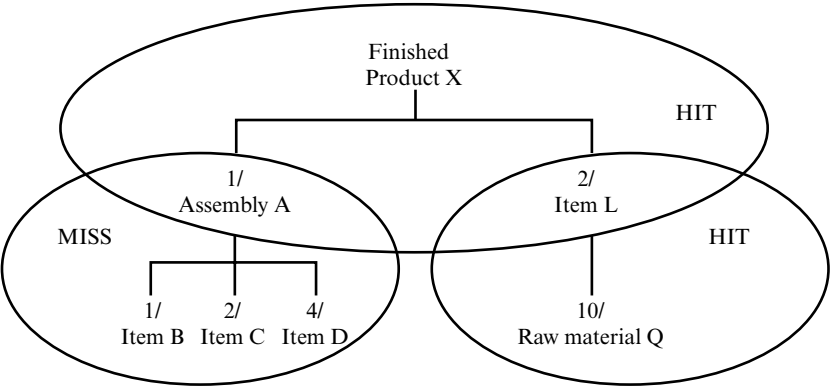 Finished
Product X
HIT
1/
Assembly A
2/
Item L
MISS
HIT
1/
Item B
2/
Item C
4/
Item D
10/
Raw material Q